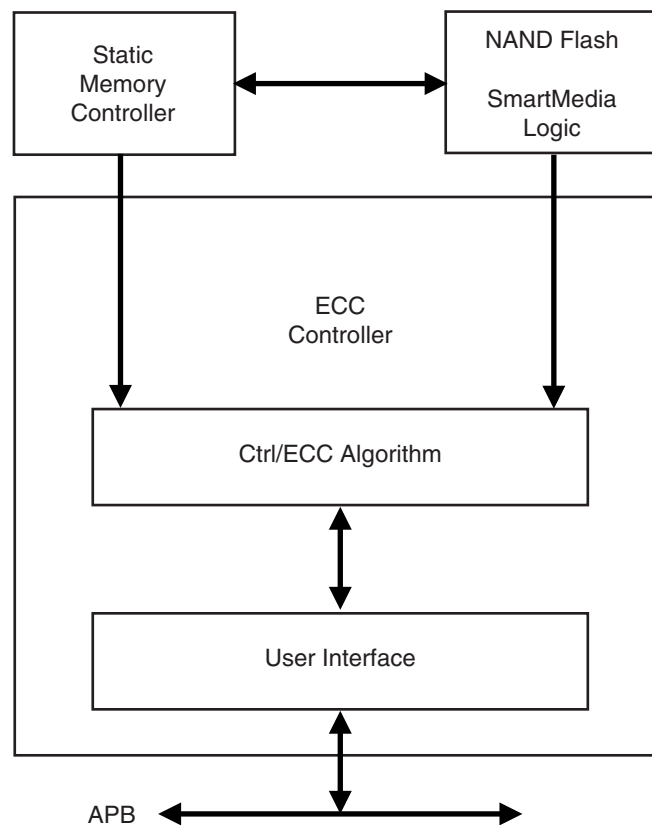 Static
Memory
Controller
NAND Flash
SmartMedia
Logic
ECC
Controller
Ctrl/ECC Algorithm
User Interface
APB